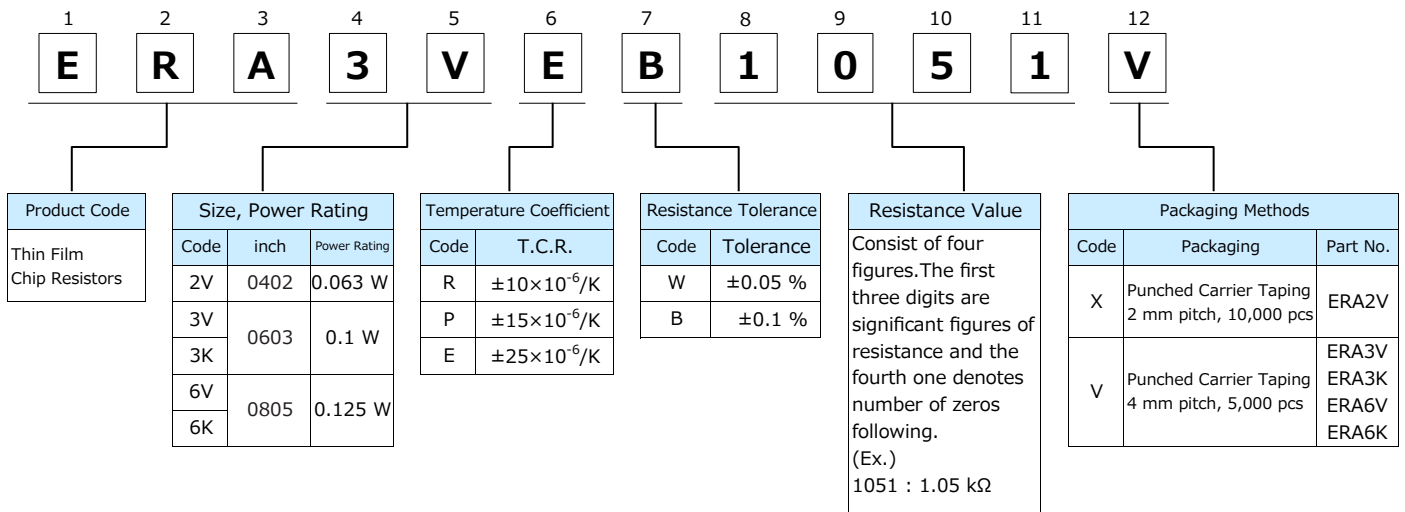 1 2 3 4 5 6 7 8 9 10 11 12
E R A 3 V E B 1 0 5 1 V
Product Code
Thin Film
Chip Resistors
Size, Power Rating
Code inch Power Rating
2V 0402 0.063 W
3V
0603 0.1 W
3K
6V
0805 0.125 W
6K
Temperature Coefficient
Code T.C.R.
R ±10×10⁻⁶/K
P ±15×10⁻⁶/K
E ±25×10⁻⁶/K
Resistance Tolerance
Code Tolerance
W ±0.05 %
B ±0.1 %
Resistance Value
Consist of four
figures.The first
three digits are
significant figures of
resistance and the
fourth one denotes
number of zeros
following.
(Ex.)
1051 : 1.05 kΩ
Packaging Methods
Code Packaging Part No.
X Punched Carrier Taping
2 mm pitch, 10,000 pcs ERA2V
V Punched Carrier Taping
4 mm pitch, 5,000 pcs
ERA3V
ERA3K
ERA6V
ERA6K